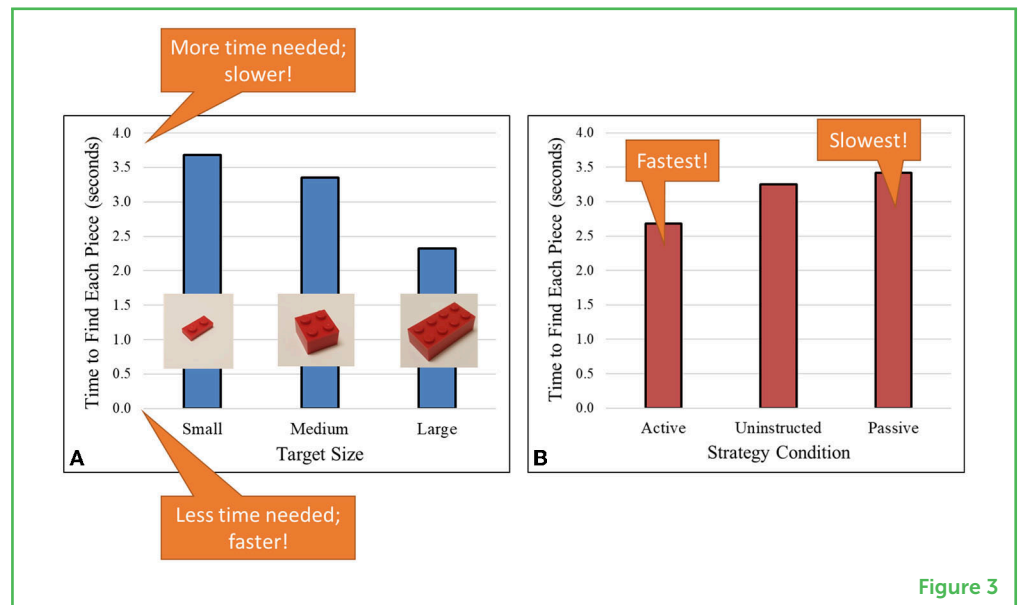 More time needed;
slower!
4.0
3.5
3.0
2.5
2.0
1.5
1.0
0.5
0.0
Time to Find Each Piece (seconds)
Small Medium Large
Target Size
A
Less time needed;
faster!
4.0
3.5
3.0
2.5
2.0
1.5
1.0
0.5
0.0
Time to Find Each Piece (seconds)
Fastest!
Slowest!
Active Uninstructed Passive
Strategy Condition
B
Figure 3